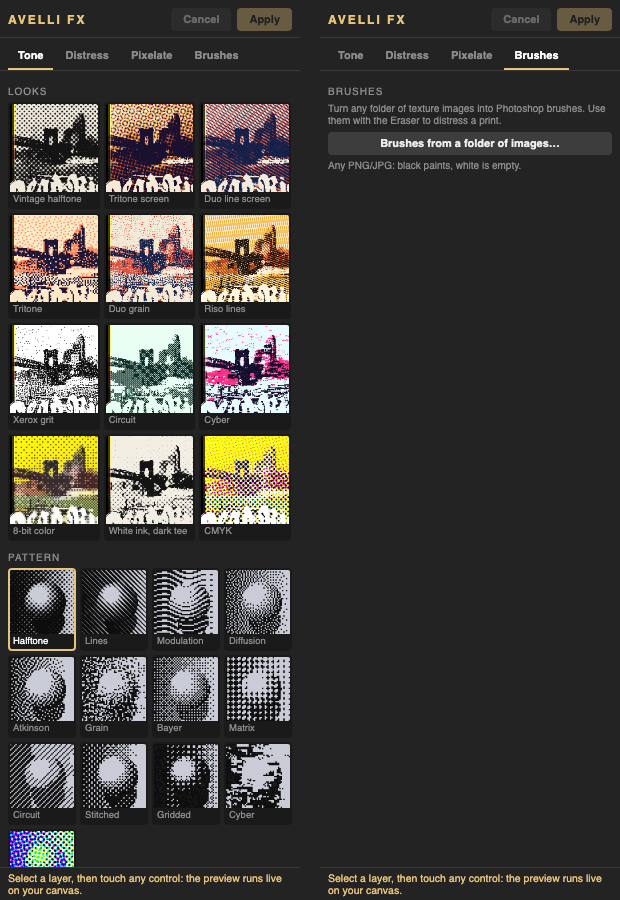 AVELLI FX
Cancel
Apply
Tone
Distress
Pixelate
Brushes
LOOKS
Vintage halftone
Tritone screen
Duo line screen
Tritone
Duo grain
Riso lines
Xerox grit
Circuit
Cyber
8-bit color
White ink, dark tee
CMYK
PATTERN
Halftone
Lines
Modulation
Diffusion
Atkinson
Grain
Bayer
Matrix
Circuit
Stitched
Gridded
Cyber
Select a layer, then touch any control: the preview runs live
on your canvas.
AVELLI FX
Cancel
Apply
Tone
Distress
Pixelate
Brushes
BRUSHES
Turn any folder of texture images into Photoshop brushes. Use
them with the Eraser to distress a print.
Brushes from a folder of images...
Any PNG/JPG: black paints, white is empty.
Select a layer, then touch any control: the preview runs live
on your canvas.